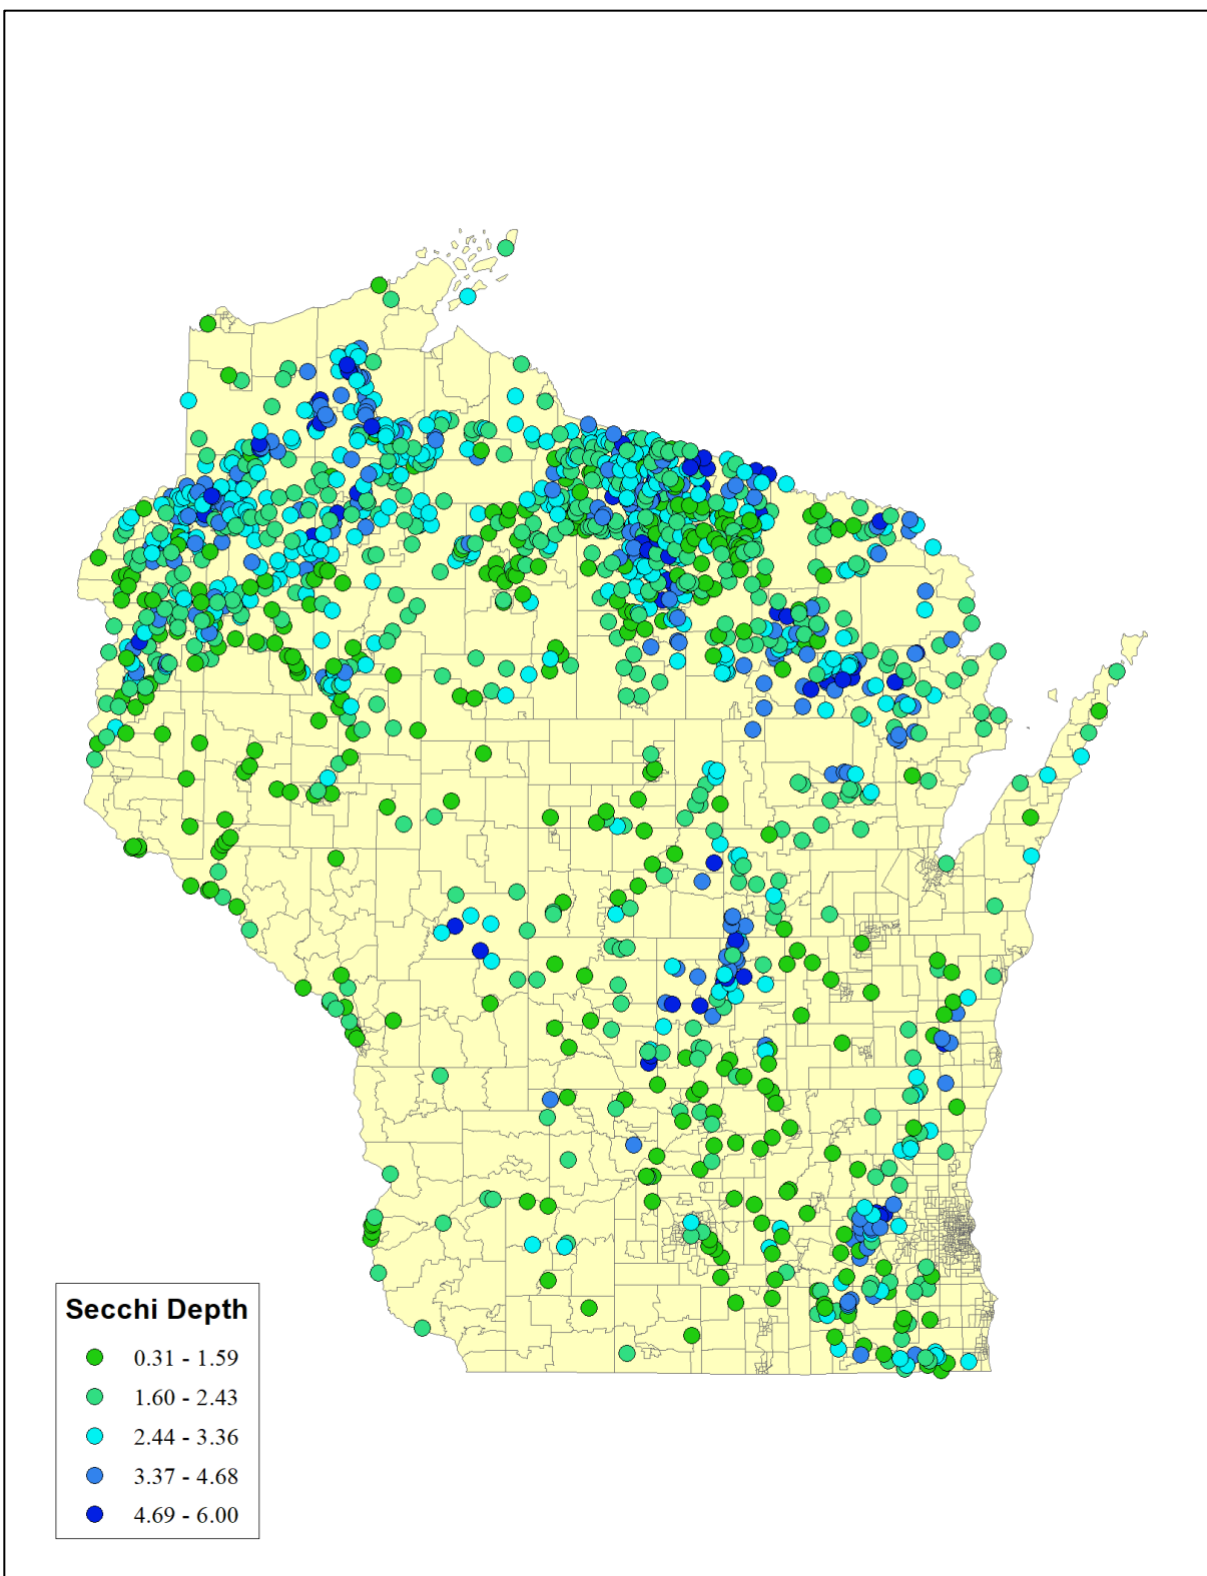 Secchi Depth
0.31 - 1.59
1.60 - 2.43
2.44 - 3.36
3.37 - 4.68
4.69 - 6.00